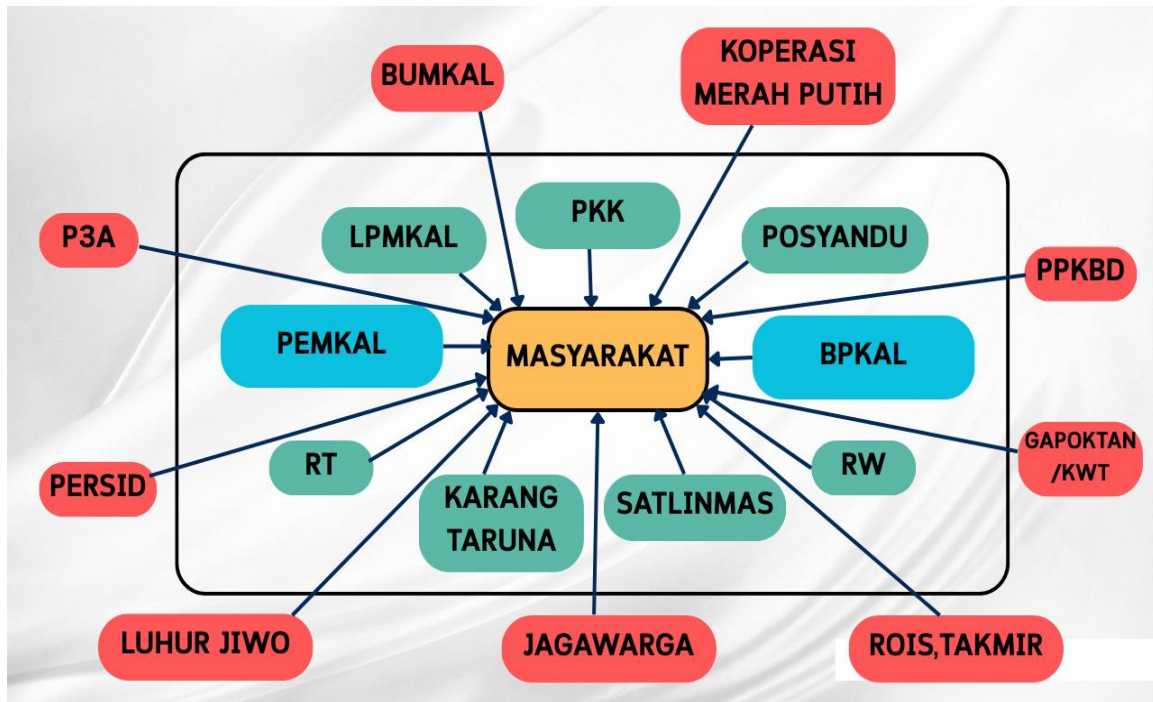 BUMKAL
KOPERASI
MERAH PUTIH
P3A
LPMKAL
PKK
POSYANDU
PPKBD
PEMKAL
MASYARAKAT
BPKAL
PERSID
RT
KARANG
TARUNA
SATLINMAS
RW
GAPOKTAN
/KWT
LUHUR JIWO
JAGAWARGA
ROIS,TAKMIR